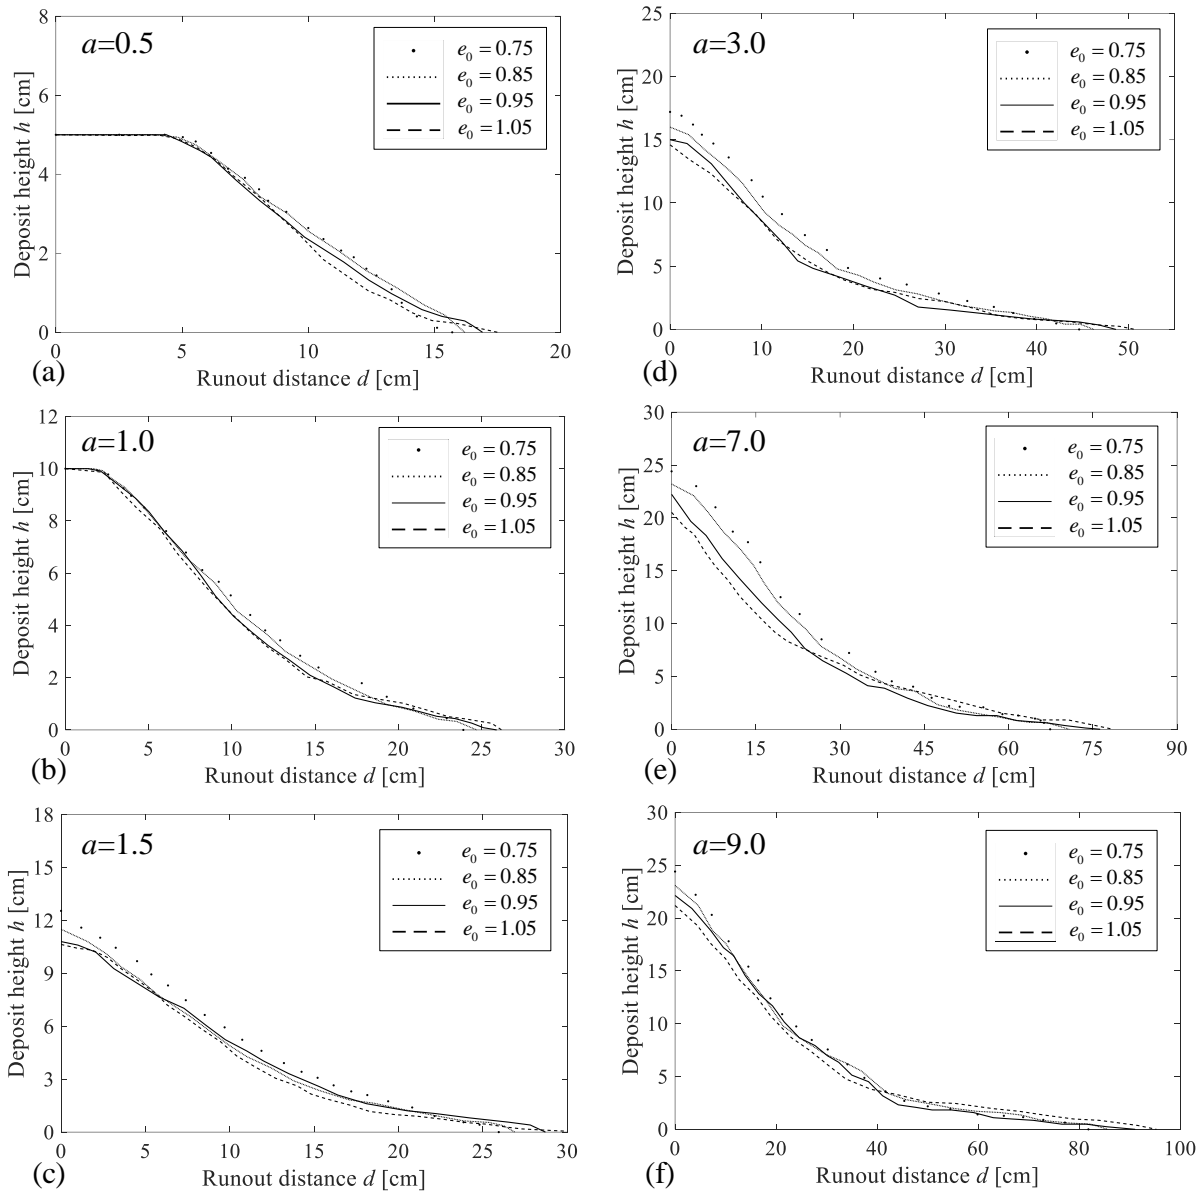 a=0.5
e0 = 0.75
e0 = 0.85
e0 = 0.95
e0 = 1.05
Deposit height h [cm]
8
6
4
2
0
0 5 10 15 20
Runout distance d [cm]
(a)
a=3.0
e0 = 0.75
e0 = 0.85
e0 = 0.95
e0 = 1.05
Deposit height h [cm]
25
20
15
10
5
0
0 10 20 30 40 50
Runout distance d [cm]
(d)
a=1.0
e0 = 0.75
e0 = 0.85
e0 = 0.95
e0 = 1.05
Deposit height h [cm]
12
10
8
6
4
2
0
0 5 10 15 20 25 30
Runout distance d [cm]
(b)
a=7.0
e0 = 0.75
e0 = 0.85
e0 = 0.95
e0 = 1.05
Deposit height h [cm]
30
25
20
15
10
5
0
0 15 30 45 60 75 90
Runout distance d [cm]
(e)
a=1.5
e0 = 0.75
e0 = 0.85
e0 = 0.95
e0 = 1.05
Deposit height h [cm]
18
15
12
9
6
3
0
0 5 10 15 20 25 30
Runout distance d [cm]
(c)
a=9.0
e0 = 0.75
e0 = 0.85
e0 = 0.95
e0 = 1.05
Deposit height h [cm]
30
25
20
15
10
5
0
0 20 40 60 80 100
Runout distance d [cm]
(f)